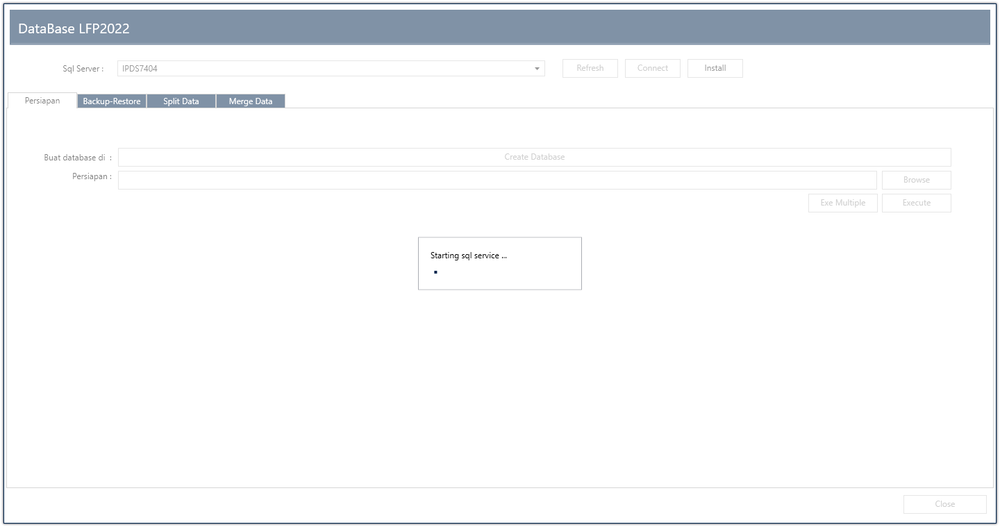 DataBase LFP2022
Sql Server :
IPDS7404
Refresh
Connect
Install
Persiapan
Backup-Restore
Split Data
Merge Data
Buat database di :
Create Database
Persiapan :
Browse
Exe Multiple
Execute
Starting sql service ...
Close